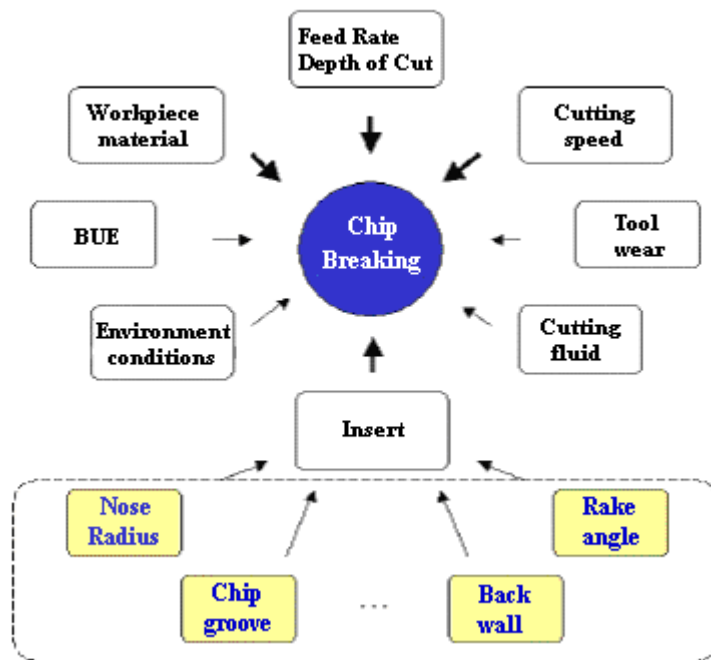 Feed Rate
Depth of Cut
Workpiece
material
Cutting
speed
Chip
Breaking
BUE
Tool
wear
Environment
conditions
Cutting
fluid
Insert
Nose
Radius
Rake
angle
Chip
groove
...
Back
wall